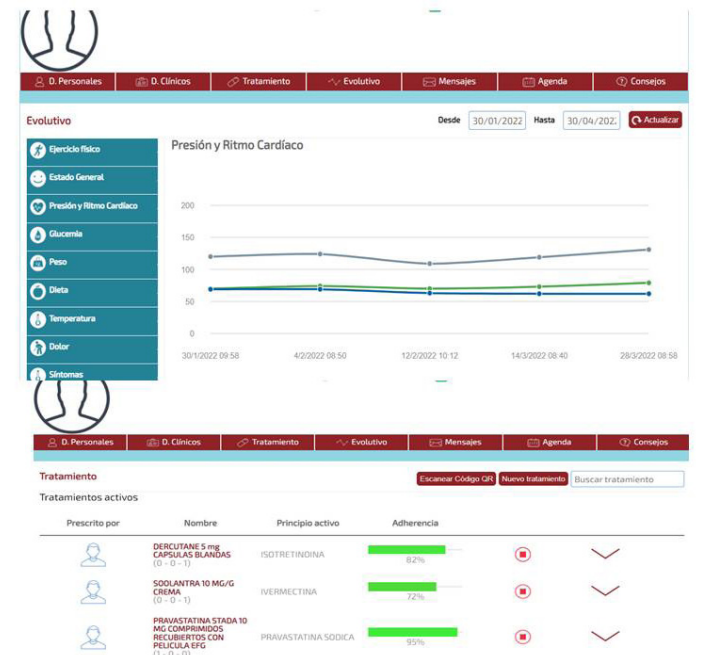 D. Personales D. Clínicos Tratamiento Evolutivo Mensajes Agenda Consejos
Evolutivo Desde 30/01/2022 Hasta 30/04/202 Actualizar
Ejercicio físico
Estado General
Presión y Ritmo Cardíaco
Glucemia
Peso
Dieta
Temperatura
Dolor
Síntomas
Presión y Ritmo Cardíaco
200
150
100
50
0
30/1/2022 09:58 4/2/2022 08:50 12/2/2022 10:12 14/3/2022 08:40 28/3/2022 08:58
D. Personales D. Clínicos Tratamiento Evolutivo Mensajes Agenda Consejos
Tratamiento Escanear Código QR Nuevo tratamiento Buscar tratamiento
Tratamientos activos
Prescrito por Nombre Principio activo Adherencia
DERCUTANE 5 mg
CAPSULAS BLANDAS
(0 - 0 - 1)
ISOTRETINOINA
82%
SOOLANTRA 10 MG/G
CREMA
(0 - 0 - 1)
IVERMECTINA
72%
PRAVASTATINA STADA 10
MG COMPRIMIDOS
RECUBIERTOS CON
PELICULA EFG
(1 - 0 - 0)
PRAVASTATINA SODICA
95%